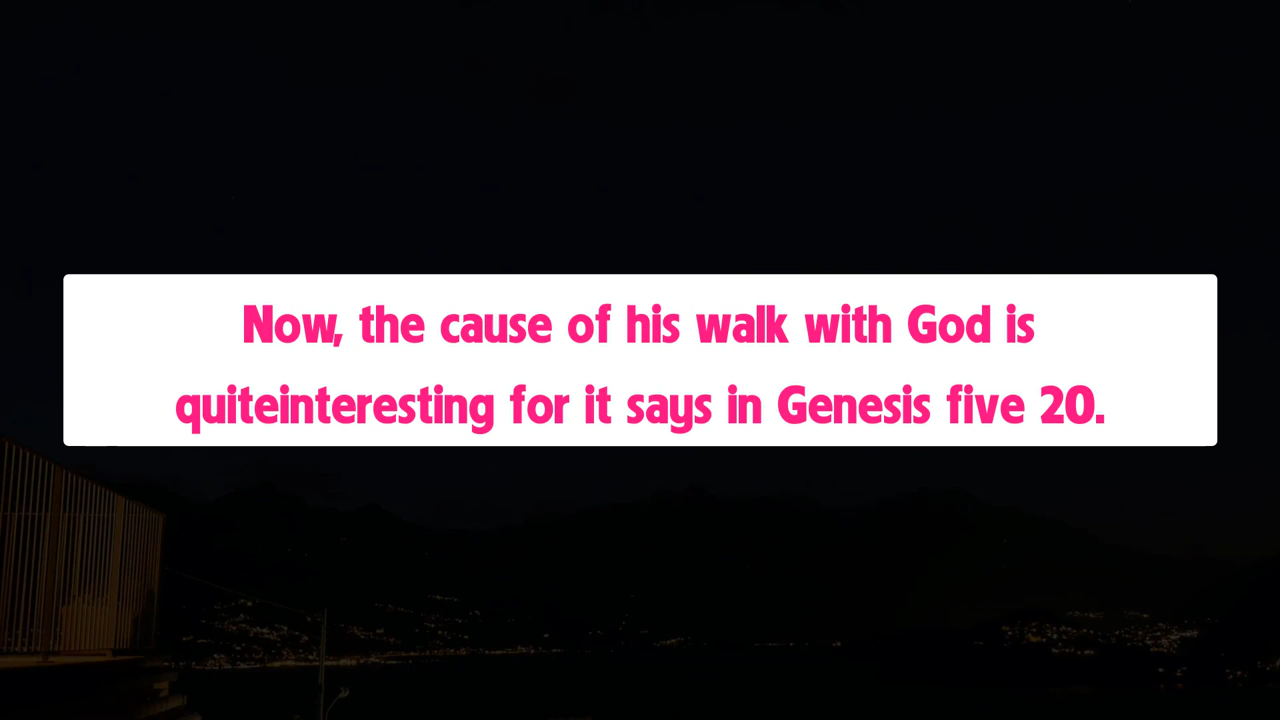 Now, the cause of his walk with God is
quiteinteresting for it says in Genesis five 20.